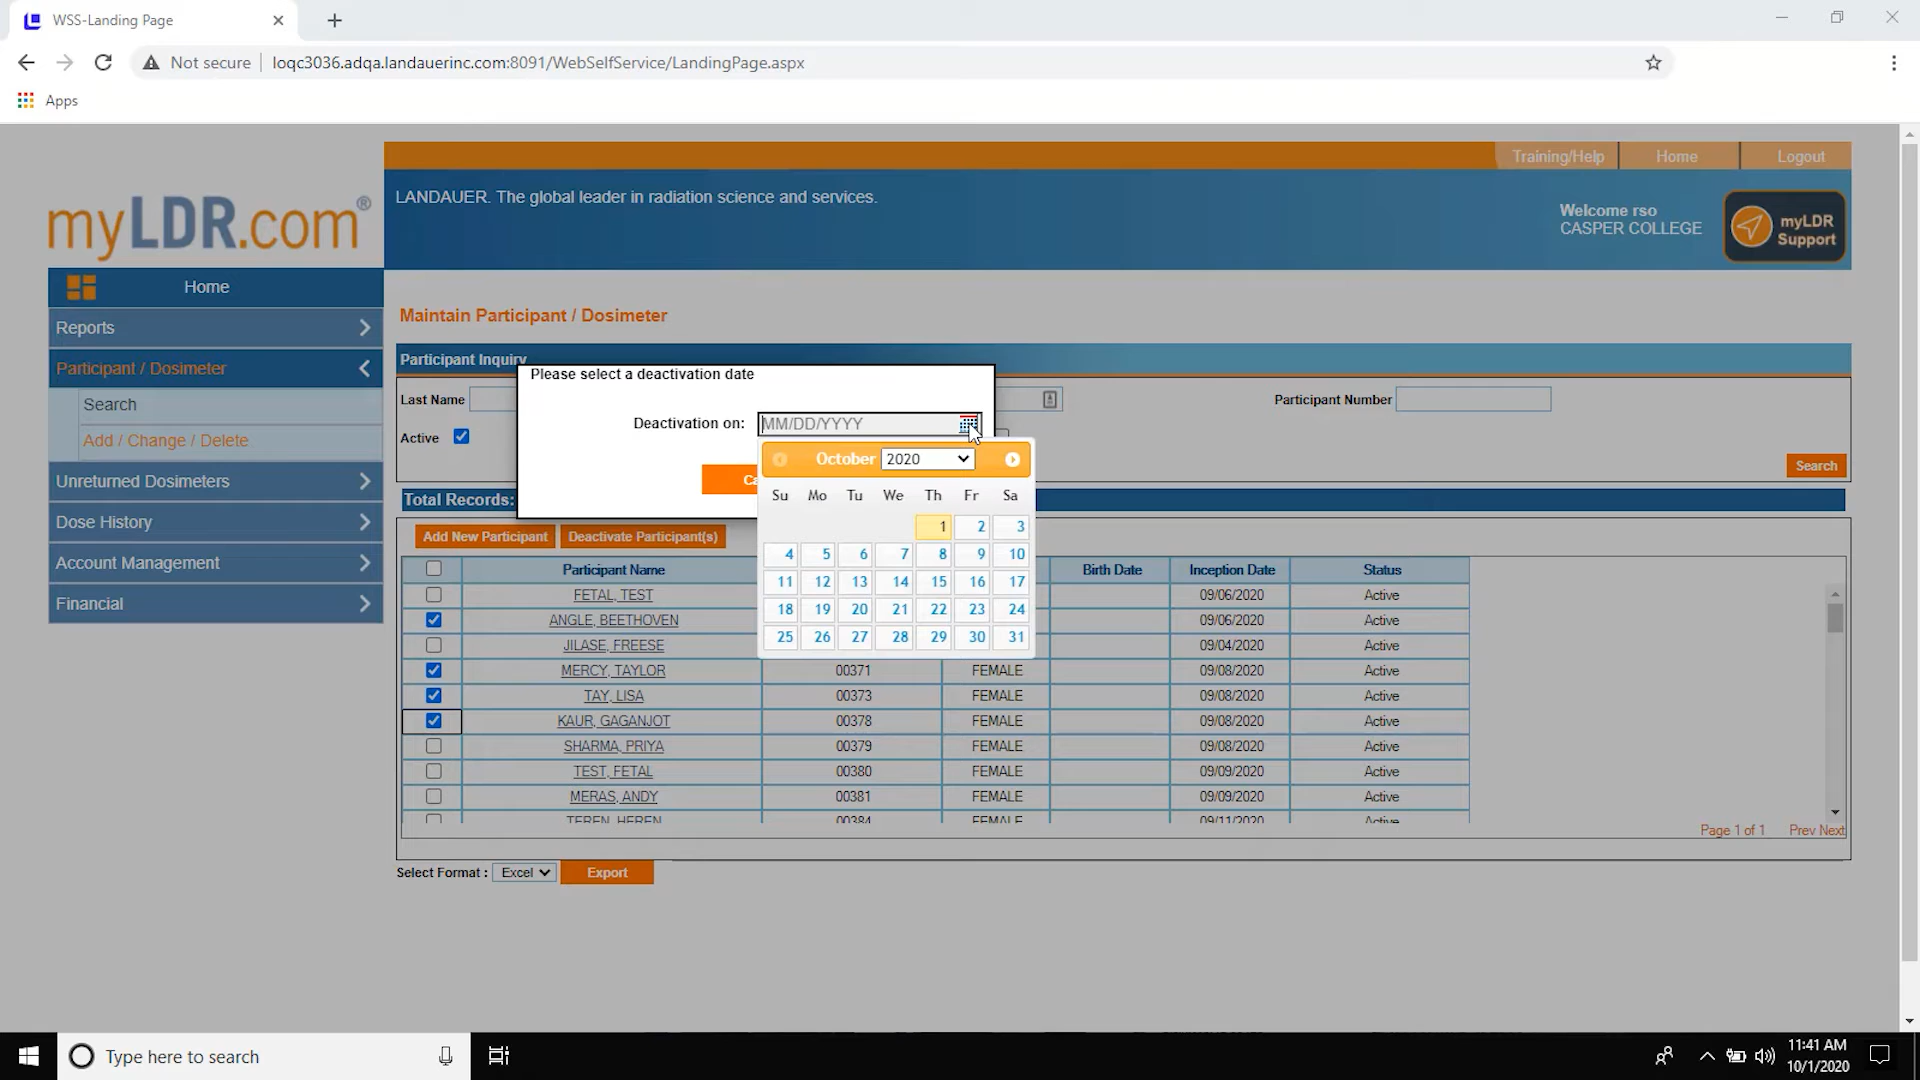 WSS-Landing Page
Not secure
loqc3036.adqa.landauerinc.com:8091/WebSelfService/LandingPage.aspx
Apps
Training/Help
Home
Logout
myLDR.com®
LANDAUER. The global leader in radiation science and services.
Welcome rso
CASPER COLLEGE
myLDR
Support
Home
Reports
Participant / Dosimeter
Search
Add / Change / Delete
Unreturned Dosimeters
Dose History
Account Management
Financial
Maintain Participant / Dosimeter
Participant Inquiry
Last Name
Participant Number
Active
Search
Please select a deactivation date
Deactivation on: MM/DD/YYYY
October 2020
Su Mo Tu We Th Fr Sa
1 2 3
4 5 6 7 8 9 10
11 12 13 14 15 16 17
18 19 20 21 22 23 24
25 26 27 28 29 30 31
Total Records:
Add New Participant
Deactivate Participant(s)
Participant Name Birth Date Inception Date Status
FETAL, TEST 09/06/2020 Active
ANGLE, BEETHOVEN 09/06/2020 Active
JILASE, FREESE 09/04/2020 Active
MERCY, TAYLOR 00371 FEMALE 09/08/2020 Active
TAY, LISA 00373 FEMALE 09/08/2020 Active
KAUR, GAGANJOT 00378 FEMALE 09/08/2020 Active
SHARMA, PRIYA 00379 FEMALE 09/08/2020 Active
TEST, FETAL 00380 FEMALE 09/09/2020 Active
MERAS, ANDY 00381 FEMALE 09/09/2020 Active
TEREN, HEREN 00384 FEMALE 09/11/2020 Active
Page 1 of 1 Prev Next
Select Format : Excel
Export
Type here to search
11:41 AM
10/1/2020